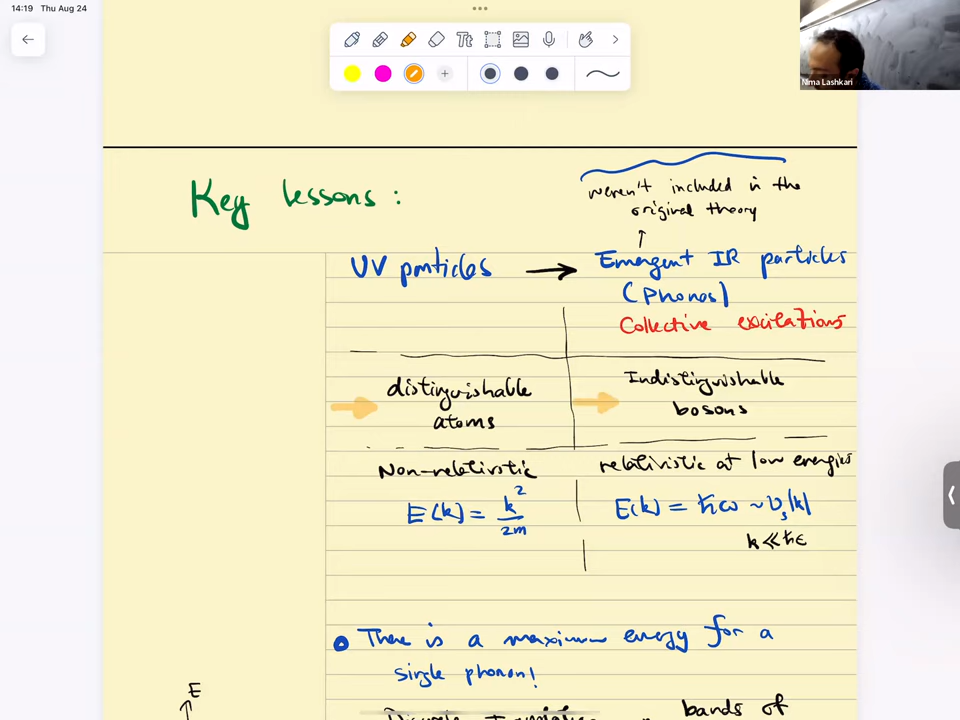 14:19 Thu Aug 24
Tt
Nima Lashkari
Key lessons :
weren't included in the
original theory
UV particles → Emergent IR particles
(Phonos)
Collective excitations
distinguishable
atoms
Indistinguishable
bosons
Non-relativistic
E(k) = k²/2m
relativistic at low energies
E(k) = ħω ~ v_s|k|
k ≪ ħ/ϵ
• There is a maximum energy for a
single phonon!
E
bands of